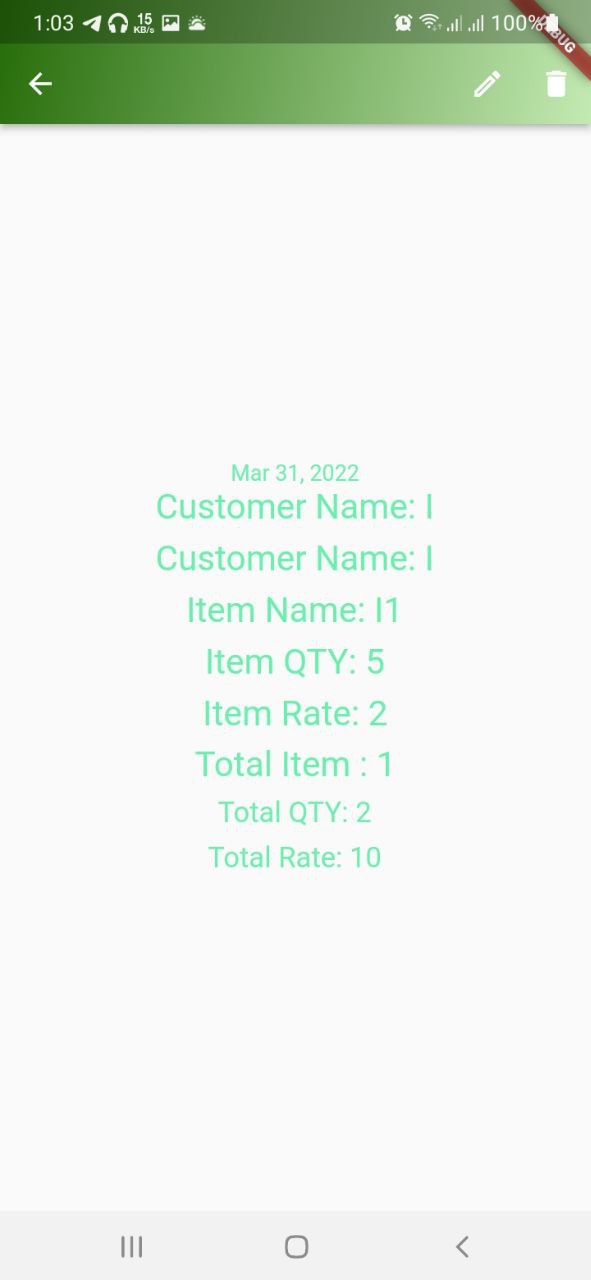 1:03 15 KB/s 100% DEBUG
Mar 31, 2022
Customer Name: I
Customer Name: I
Item Name: I1
Item QTY: 5
Item Rate: 2
Total Item : 1
Total QTY: 2
Total Rate: 10